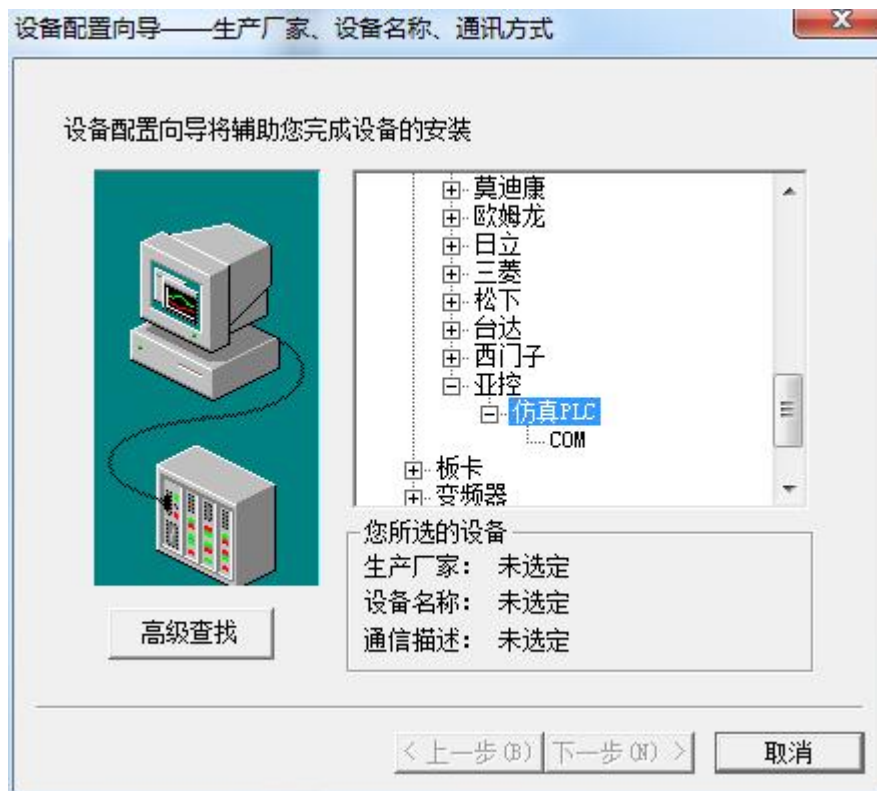 设备配置向导——生产厂家、设备名称、通讯方式
设备配置向导将辅助您完成设备的安装
莫迪康
欧姆龙
日立
三菱
松下
台达
西门子
亚控
仿真PLC
COM
板卡
变频器
您所选的设备
生产厂家： 未选定
设备名称： 未选定
通信描述： 未选定
高级查找
< 上一步(B)
下一步(N) >
取消